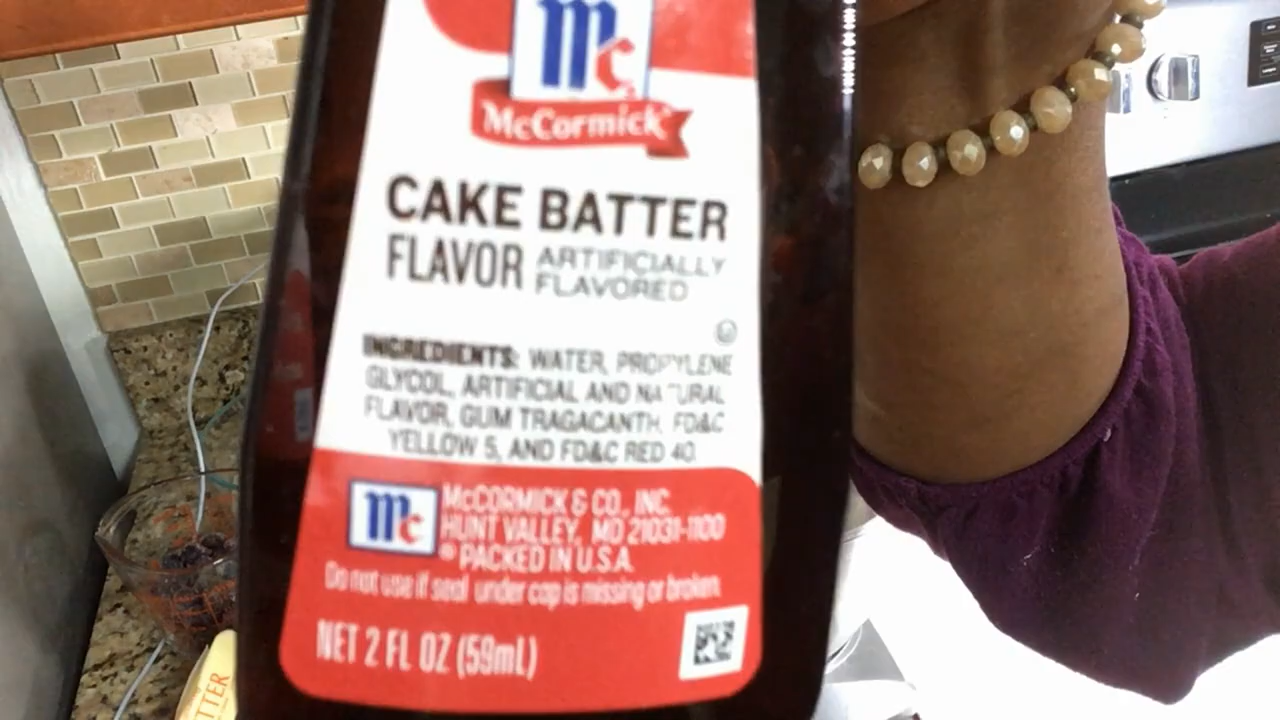 Mc
McCormick
CAKE BATTER
FLAVOR ARTIFICIALLY
FLAVORED
INGREDIENTS: WATER, PROPYLENE
GLYCOL, ARTIFICIAL AND NATURAL
FLAVOR, GUM TRAGACANTH, FD&C
YELLOW 5, AND FD&C RED 40.
Mc McCORMICK & CO., INC.
HUNT VALLEY, MD 21031-1100
® PACKED IN U.S.A.
Do not use if seal under cap is missing or broken.
NET 2 FL OZ (59mL)
TTER